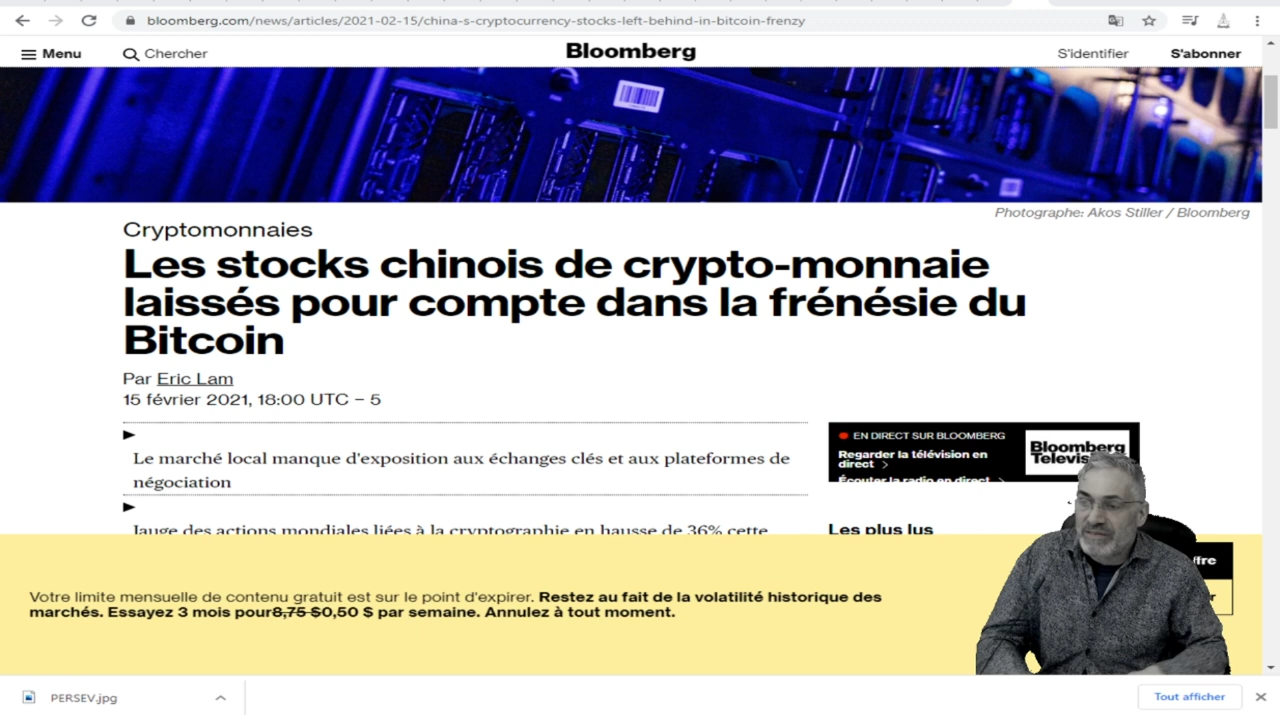 bloomberg.com/news/articles/2021-02-15/china-s-cryptocurrency-stocks-left-behind-in-bitcoin-frenzy
Menu
Chercher
Bloomberg
S'identifier
S'abonner
Photographe: Akos Stiller / Bloomberg
Cryptomonnaies
Les stocks chinois de crypto-monnaie
laissés pour compte dans la frénésie du
Bitcoin
Par Eric Lam
15 février 2021, 18:00 UTC − 5
Le marché local manque d'exposition aux échanges clés et aux plateformes de
négociation
Jauge des actions mondiales liées à la cryptographie en hausse de 36% cette
EN DIRECT SUR BLOOMBERG
Regarder la télévision en
direct
Écouter la radio en direct
Bloomberg
Les plus lus
Votre limite mensuelle de contenu gratuit est sur le point d'expirer. Restez au fait de la volatilité historique des
marchés. Essayez 3 mois pour8,75 $0,50 $ par semaine. Annulez à tout moment.
PERSEV.jpg
Tout afficher